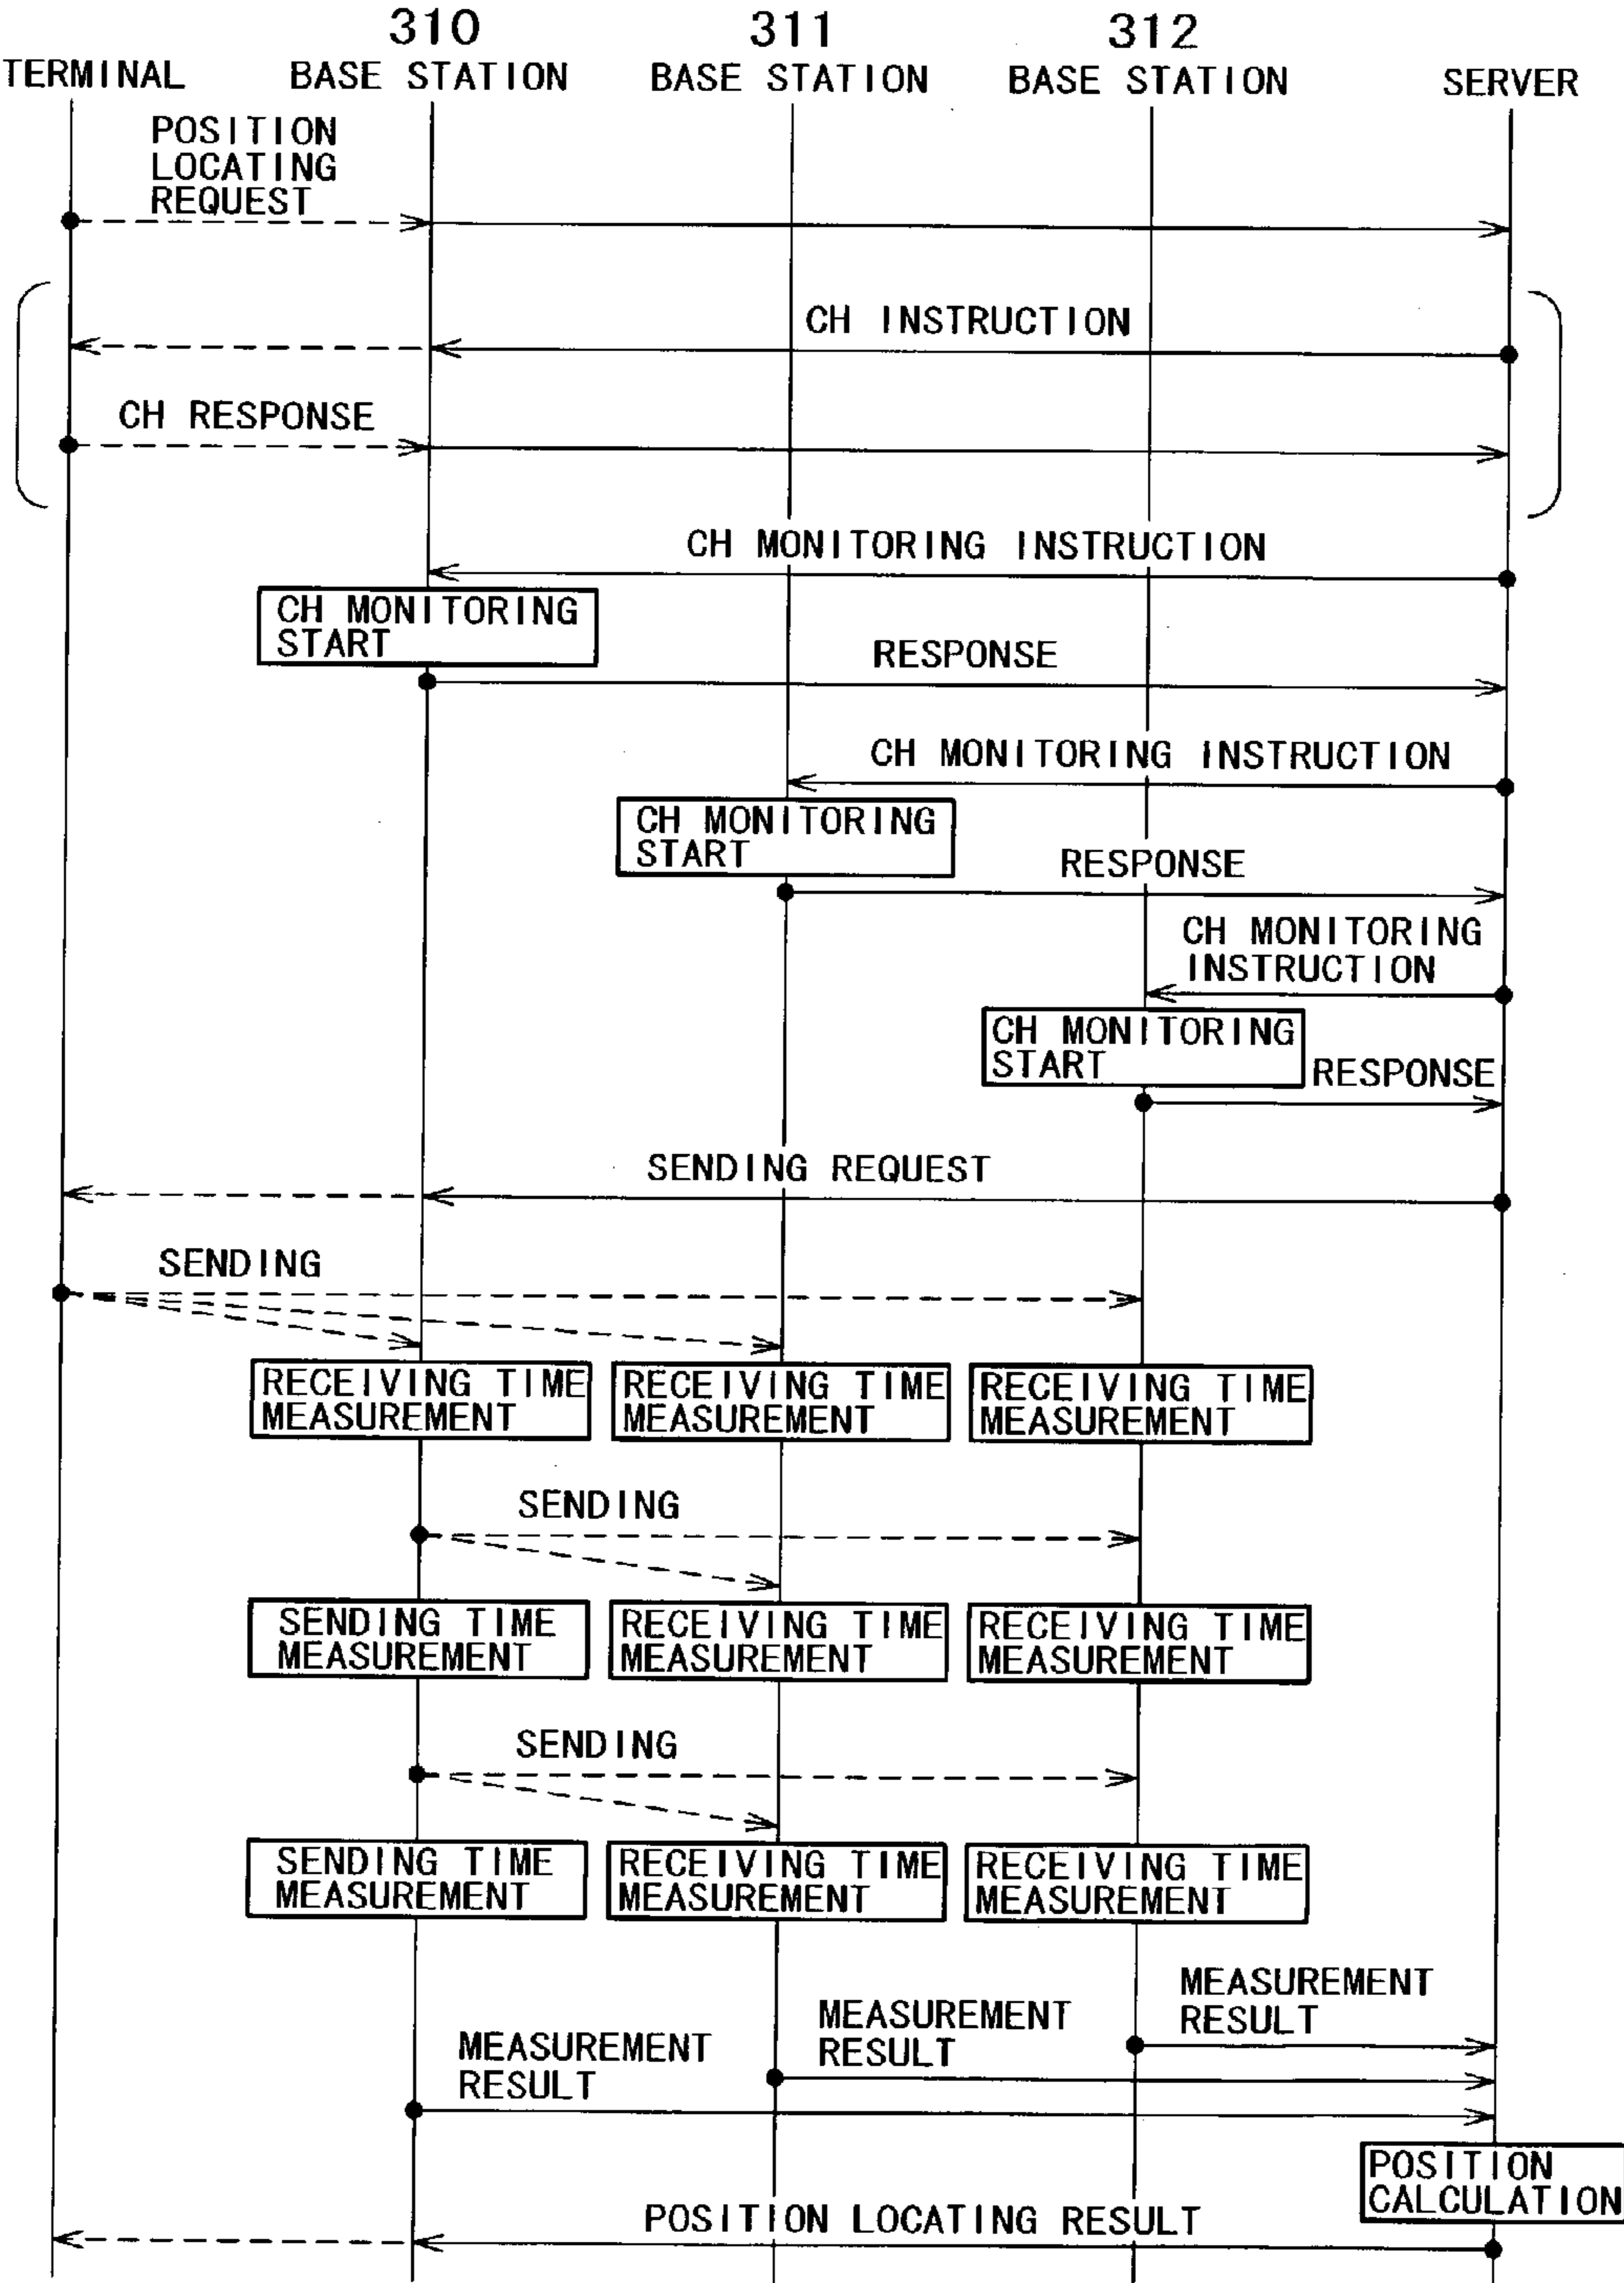 310
311
312
TERMINAL
BASE STATION
BASE STATION
BASE STATION
SERVER
POSITION
LOCATING
REQUEST
CH INSTRUCTION
CH RESPONSE
CH MONITORING INSTRUCTION
CH MONITORING
START
RESPONSE
CH MONITORING INSTRUCTION
CH MONITORING
START
RESPONSE
CH MONITORING
INSTRUCTION
CH MONITORING
START
RESPONSE
SENDING REQUEST
SENDING
RECEIVING TIME
MEASUREMENT
RECEIVING TIME
MEASUREMENT
RECEIVING TIME
MEASUREMENT
SENDING
SENDING TIME
MEASUREMENT
RECEIVING TIME
MEASUREMENT
RECEIVING TIME
MEASUREMENT
SENDING
SENDING TIME
MEASUREMENT
RECEIVING TIME
MEASUREMENT
RECEIVING TIME
MEASUREMENT
MEASUREMENT
RESULT
MEASUREMENT
RESULT
MEASUREMENT
RESULT
POSITION
CALCULATION
POSITION LOCATING RESULT